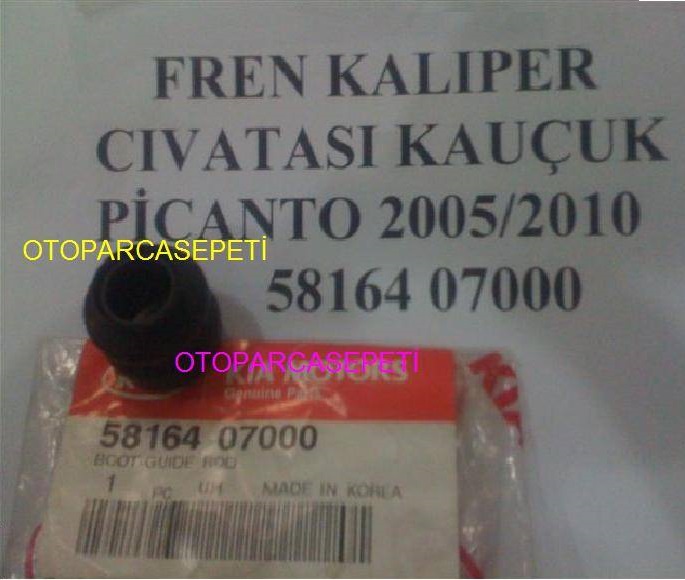 FREN KALIPER
CIVATASI KAUÇUK
PİCANTO 2005/2010
OTOPARCASEPETİ
58164 07000
OTOPARCASEPETİ
KIA MOTORS
Genuine Parts
58164 07000
BOOT-GUIDE ROD
1 PC UH MADE IN KOREA
OTOPARCASEPETİ